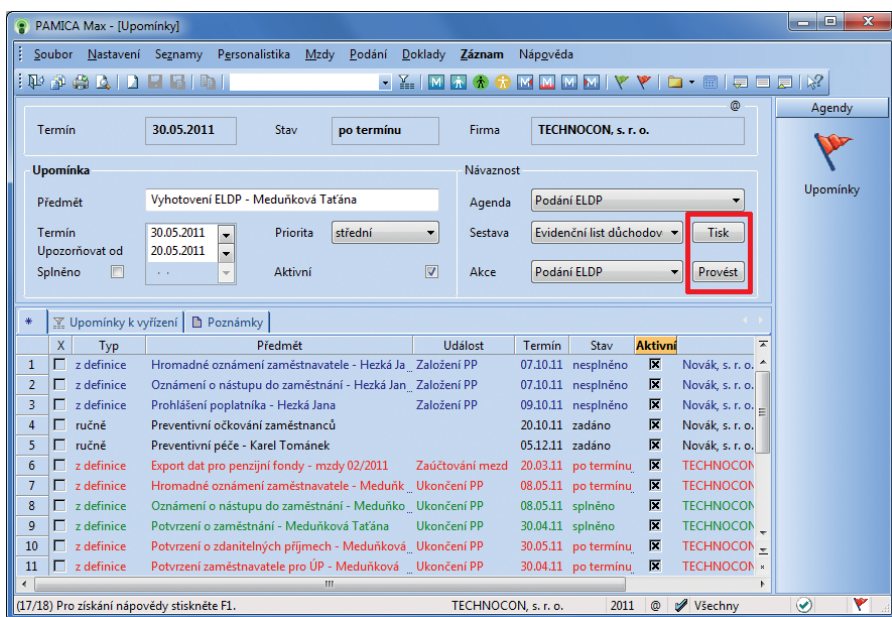 PAMICA Max - [Upomínky]
Soubor Nastavení Seznamy Personalistika Mzdy Podání Doklady Záznam Nápověda
@ Agendy
Termín 30.05.2011 Stav po termínu Firma TECHNOCON, s. r. o.
Upomínky
Upomínka Návaznost
Předmět Vyhotovení ELDP - Meduňková Taťána Agenda Podání ELDP
Termín 30.05.2011 Priorita střední Sestava Evidenční list důchodov Tisk
Upozorňovat od 20.05.2011
Splněno . . Aktivní Akce Podání ELDP Provést
* Upomínky k vyřízení Poznámky
X Typ Předmět Událost Termín Stav Aktivní
1 z definice Hromadné oznámení zaměstnavatele - Hezká Ja Založení PP 07.10.11 nesplněno Novák, s. r. o.
2 z definice Oznámení o nástupu do zaměstnání - Hezká Jan Založení PP 07.10.11 nesplněno Novák, s. r. o.
3 z definice Prohlášení poplatníka - Hezká Jana Založení PP 09.10.11 nesplněno Novák, s. r. o.
4 ručně Preventivní očkování zaměstnanců 20.10.11 zadáno Novák, s. r. o.
5 ručně Preventivní péče - Karel Tománek 05.12.11 zadáno Novák, s. r. o.
6 z definice Export dat pro penzijní fondy - mzdy 02/2011 Zaúčtování mezd 20.03.11 po termínu TECHNOCON
7 z definice Hromadné oznámení zaměstnavatele - Meduňk Ukončení PP 08.05.11 po termínu TECHNOCON
8 z definice Oznámení o nástupu do zaměstnání - Meduňko Ukončení PP 08.05.11 splněno TECHNOCON
9 z definice Potvrzení o zaměstnání - Meduňková Taťána Ukončení PP 30.04.11 splněno TECHNOCON
10 z definice Potvrzení o zdanitelných příjmech - Meduňková Ukončení PP 30.05.11 po termínu TECHNOCON
11 z definice Potvrzení zaměstnavatele pro ÚP - Meduňková Ukončení PP 30.04.11 po termínu TECHNOCON
(17/18) Pro získání nápovědy stiskněte F1. TECHNOCON, s. r. o. 2011 @ Všechny